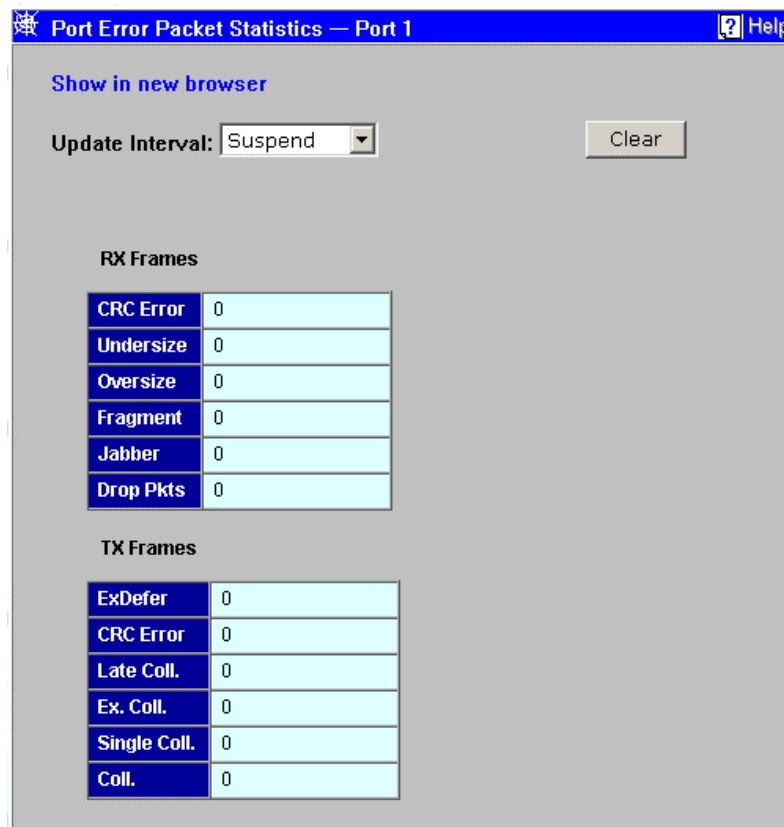 Port Error Packet Statistics — Port 1
? Help
Show in new browser
Update Interval: Suspend
Clear
RX Frames
CRC Error 0
Undersize 0
Oversize 0
Fragment 0
Jabber 0
Drop Pkts 0
TX Frames
ExDefer 0
CRC Error 0
Late Coll. 0
Ex. Coll. 0
Single Coll. 0
Coll. 0